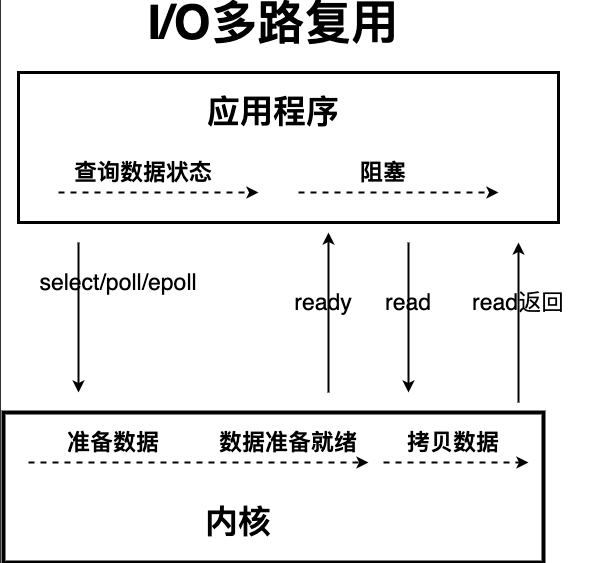 I/O多路复用
应用程序
查询数据状态 阻塞
select/poll/epoll
ready read read返回
准备数据 数据准备就绪 拷贝数据
内核